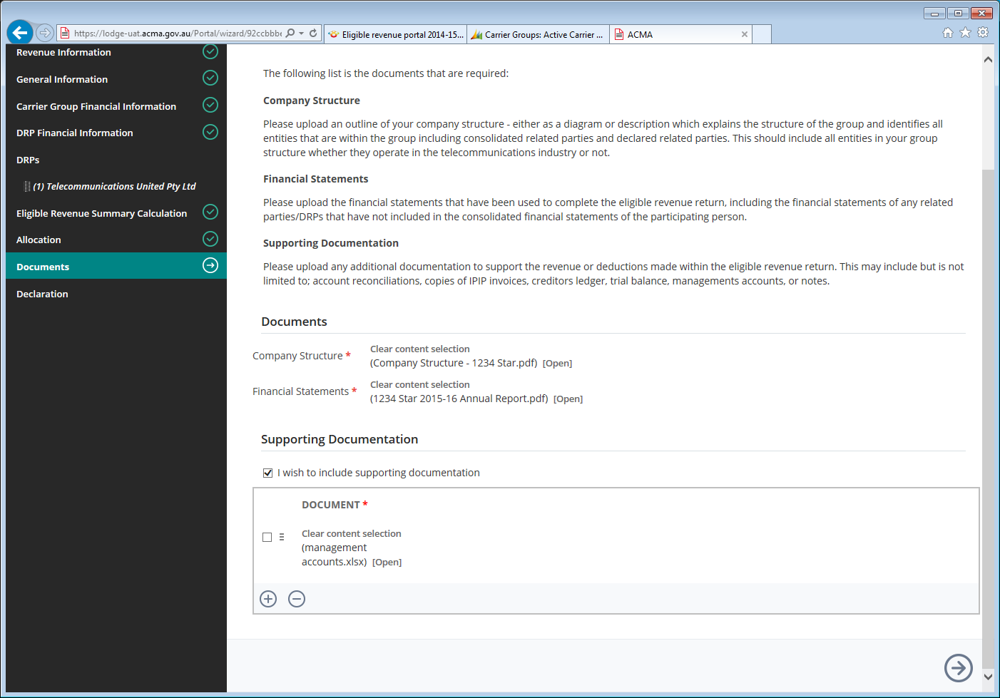 https://lodge-uat.acma.gov.au/Portal/wizard/92ccbbb
Eligible revenue portal 2014-15...
Carrier Groups: Active Carrier ...
ACMA
Revenue Information
General Information
Carrier Group Financial Information
DRP Financial Information
DRPs
(1) Telecommunications United Pty Ltd
Eligible Revenue Summary Calculation
Allocation
Documents
Declaration
The following list is the documents that are required:
Company Structure
Please upload an outline of your company structure - either as a diagram or description which explains the structure of the group and identifies all
entities that are within the group including consolidated related parties and declared related parties. This should include all entities in your group
structure whether they operate in the telecommunications industry or not.
Financial Statements
Please upload the financial statements that have been used to complete the eligible revenue return, including the financial statements of any related
parties/DRPs that have not included in the consolidated financial statements of the participating person.
Supporting Documentation
Please upload any additional documentation to support the revenue or deductions made within the eligible revenue return. This may include but is not
limited to; account reconciliations, copies of IPIP invoices, creditors ledger, trial balance, managements accounts, or notes.
Documents
Company Structure *
Clear content selection
(Company Structure - 1234 Star.pdf) [Open]
Financial Statements *
Clear content selection
(1234 Star 2015-16 Annual Report.pdf) [Open]
Supporting Documentation
I wish to include supporting documentation
DOCUMENT *
Clear content selection
(management
accounts.xlsx) [Open]